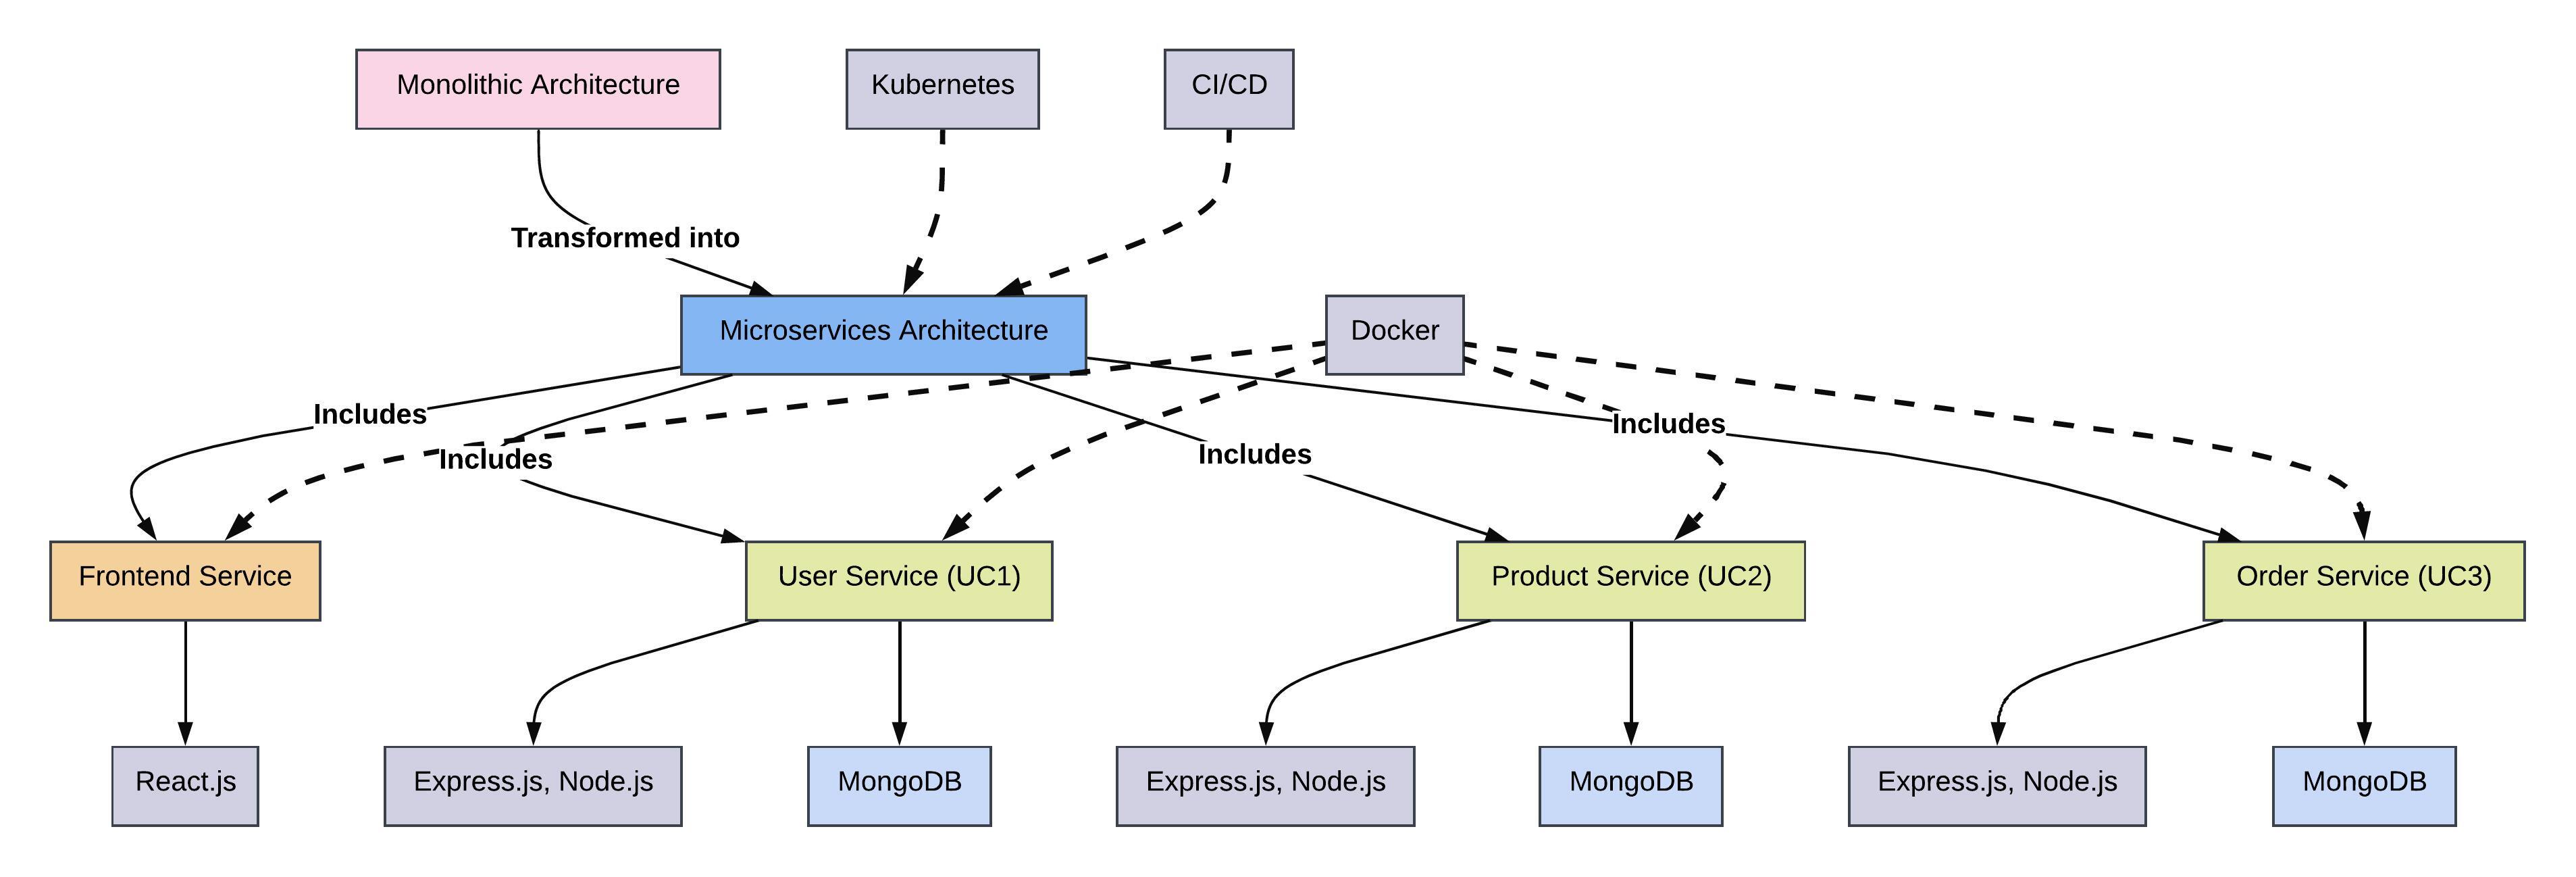 Monolithic Architecture
Kubernetes
CI/CD
Transformed into
Microservices Architecture
Docker
Includes
Includes
Includes
Includes
Frontend Service
User Service (UC1)
Product Service (UC2)
Order Service (UC3)
React.js
Express.js, Node.js
MongoDB
Express.js, Node.js
MongoDB
Express.js, Node.js
MongoDB